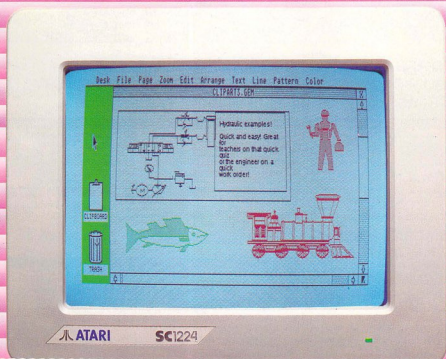 Desk File Page Zoom Edit Arrange Text Line Pattern Color
CLIPARTS.GEM
Hydraulic examples!
Quick and easy! Great
for
teachers on that quick
quiz
or the engineer on a
quick
work order!
CLIPBOARD
TRASH
ATARI SC1224